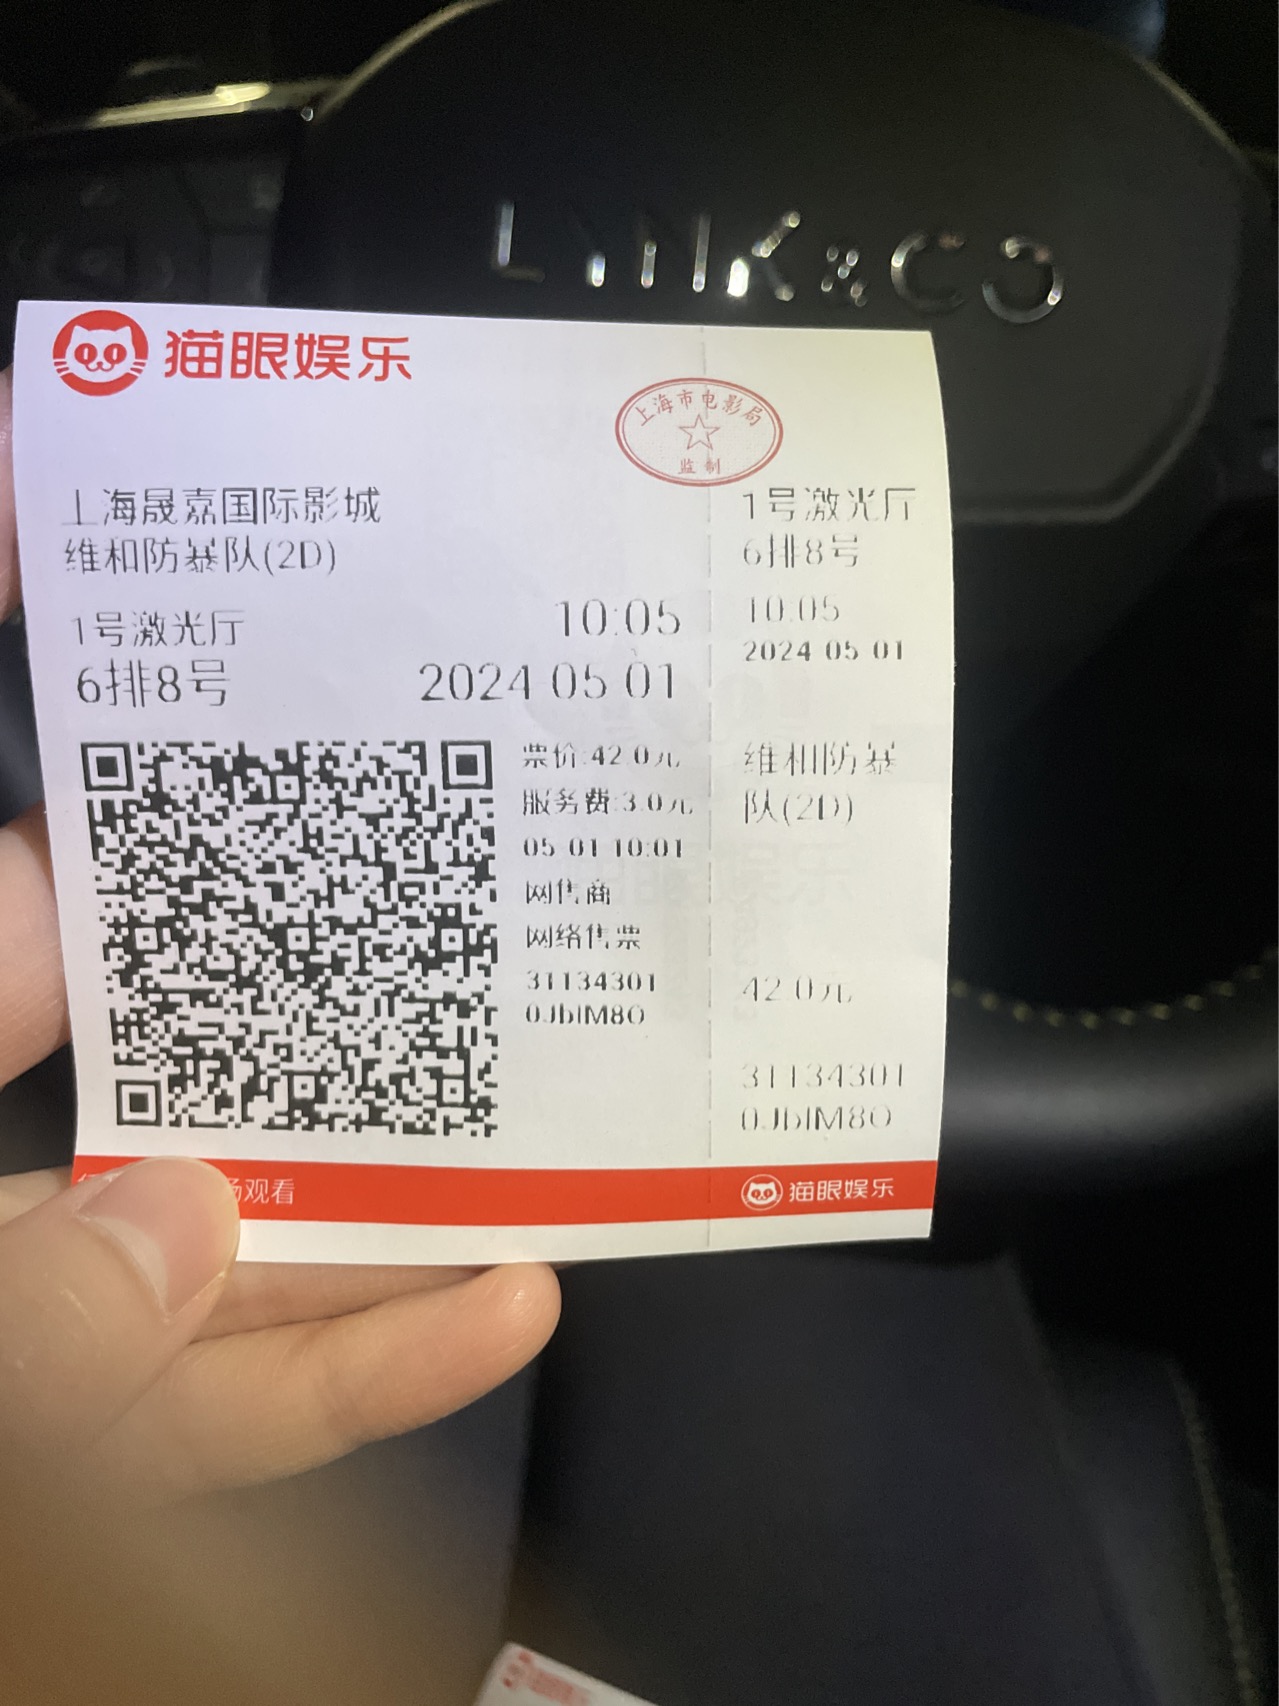 LYNK & CO
猫眼娱乐
上海市电影局
监制
上海晟嘉国际影城
维和防暴队(2D)
1号激光厅
10:05
6排8号
2024 05 01
票价:42.0元
服务费:3.0元
05-01 10:01
网售商
网络售票
31134301
0JbIM8O
场观看
1号激光厅
6排8号
10:05
2024 05 01
维和防暴
队(2D)
42.0元
31134301
0JbIM8O
猫眼娱乐